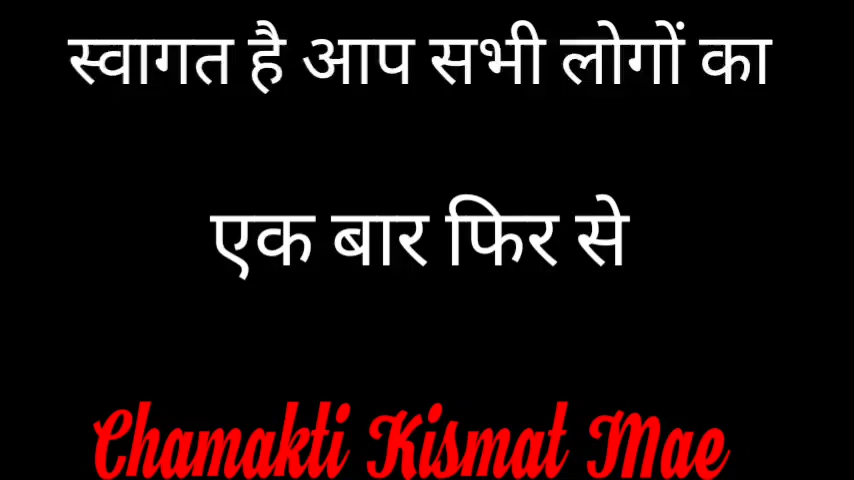 स्वागत है आप सभी लोगों का
एक बार फिर से
Chamakti Kismat Mae